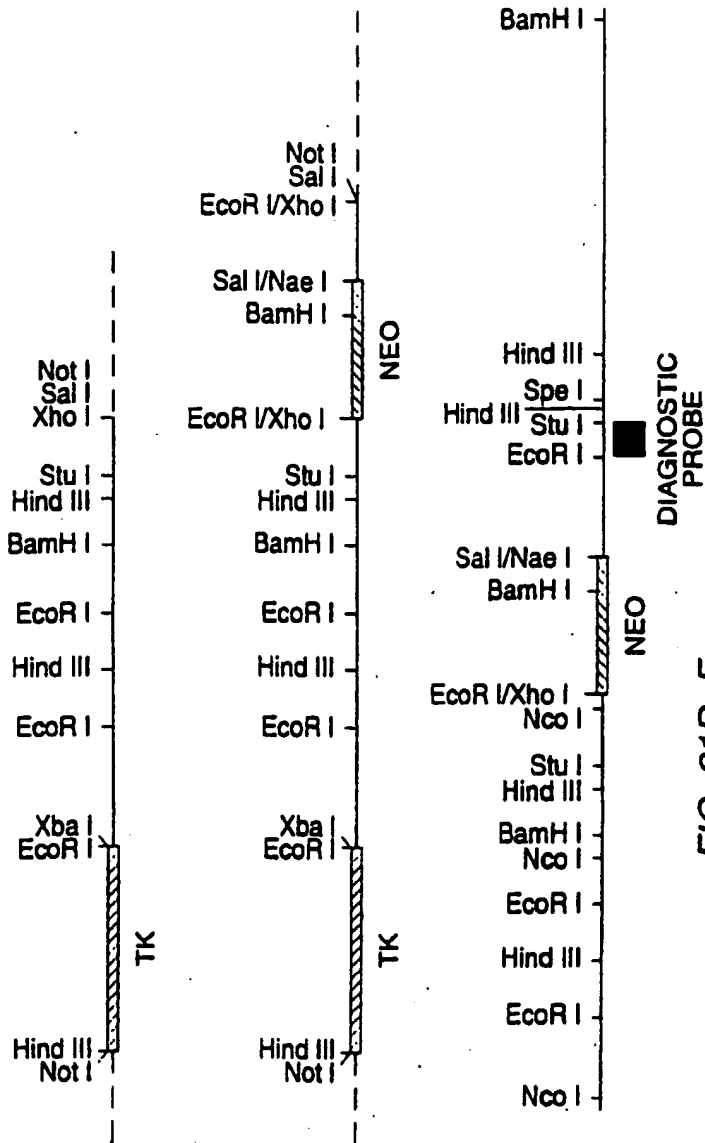 Not I
Sal I
Xho I
Stu I
Hind III
BamH I
EcoR I
Hind III
EcoR I
Xba I
EcoR I
TK
Hind III
Not I
Not I
Sal I
EcoR I/Xho I
Sal I/Nae I
BamH I
NEO
EcoR I/Xho I
Stu I
Hind III
BamH I
EcoR I
Hind III
EcoR I
Xba I
EcoR I
TK
Hind III
Not I
BamH I
Hind III
Spe I
Hind III
Stu I
EcoR I
DIAGNOSTIC
PROBE
Sal I/Nae I
BamH I
NEO
EcoR I/Xho I
Nco I
Stu I
Hind III
BamH I
Nco I
EcoR I
Hind III
EcoR I
Nco I